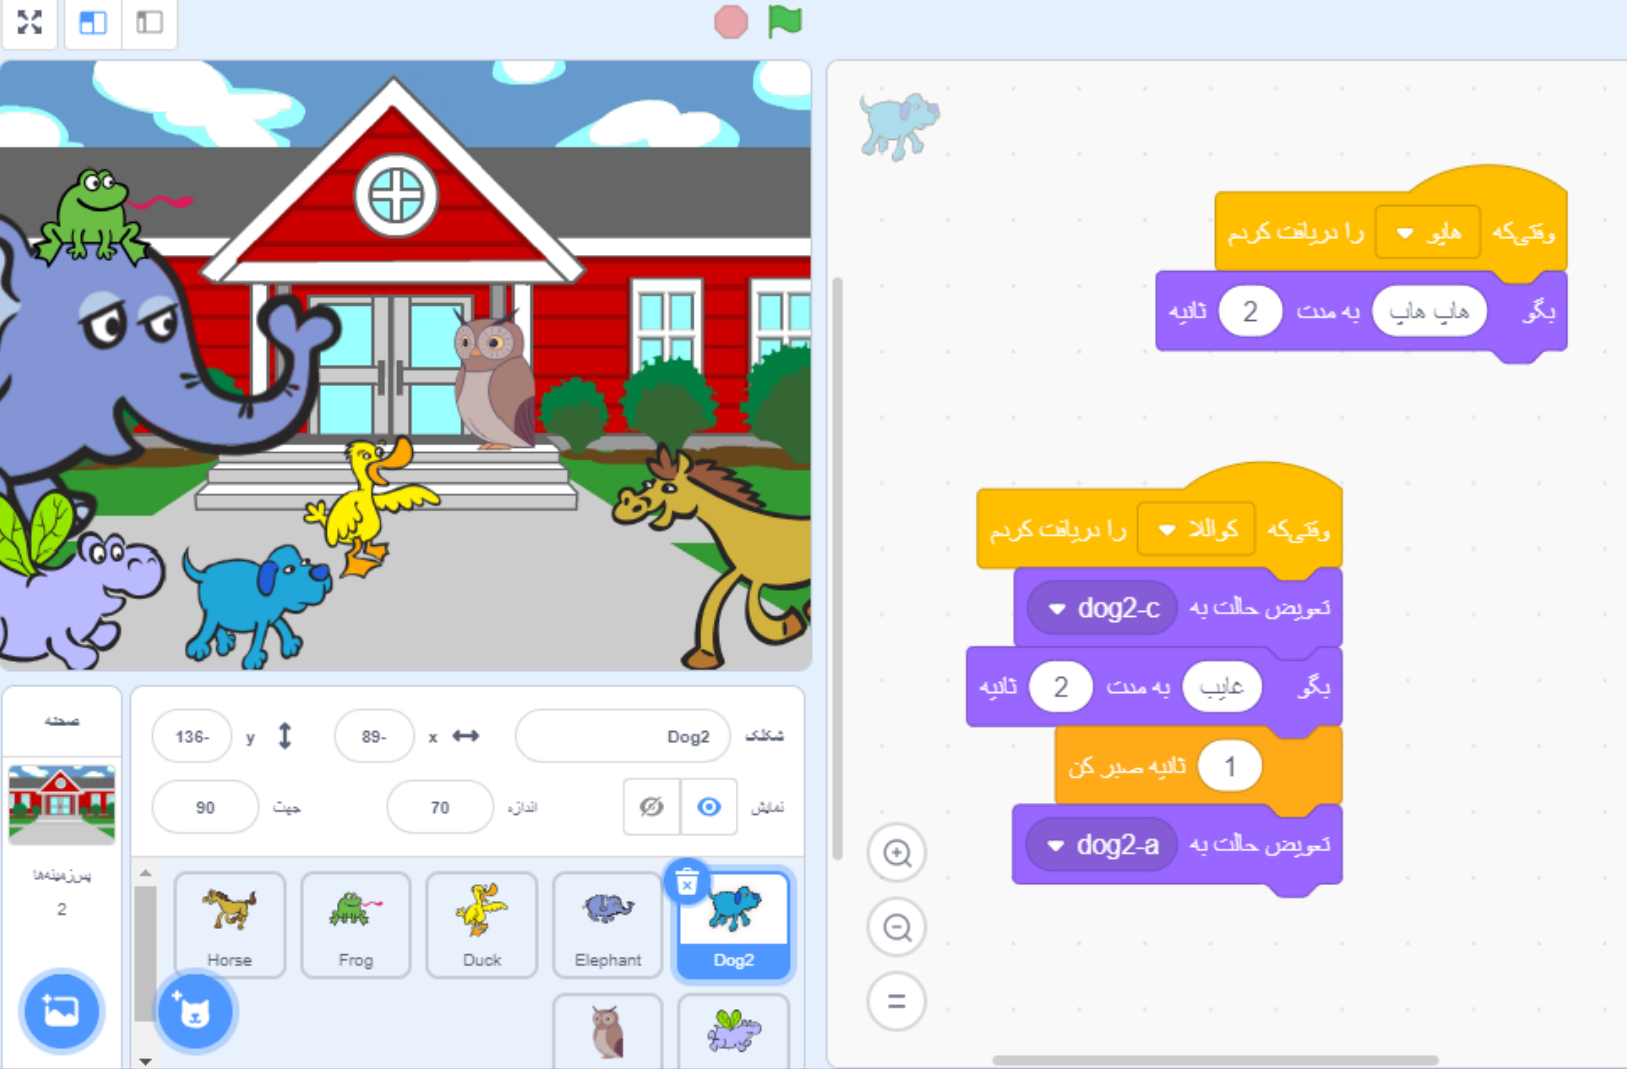 وقتی‌که هاپو را دریافت کردم
بگو هاپ هاپ به مدت 2 ثانیه
وقتی‌که کواللا را دریافت کردم
تعویض حالت به dog2-c
بگو غایب به مدت 2 ثانیه
1 ثانیه صبر کن
تعویض حالت به dog2-a
صحنه
پس‌زمینه‌ها
2
شکلک Dog2 x 89- y 136-
نمایش اندازه 70 جهت 90
Horse
Frog
Duck
Elephant
Dog2